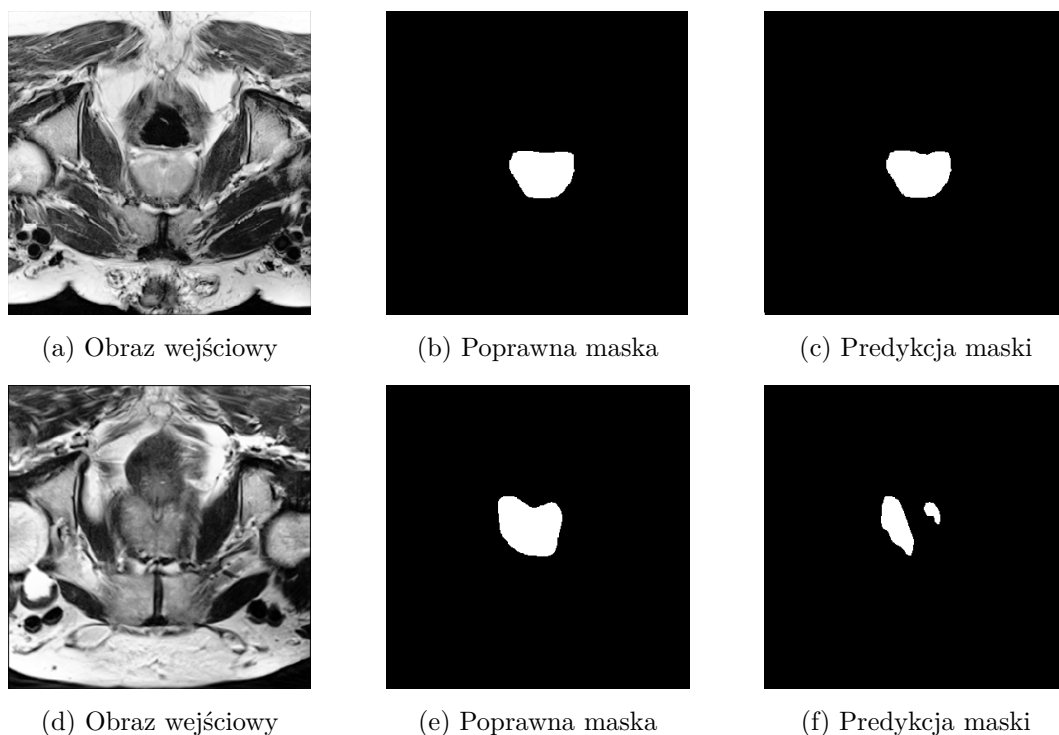 (a) Obraz wejściowy
(b) Poprawna maska
(c) Predykcja maski
(d) Obraz wejściowy
(e) Poprawna maska
(f) Predykcja maski